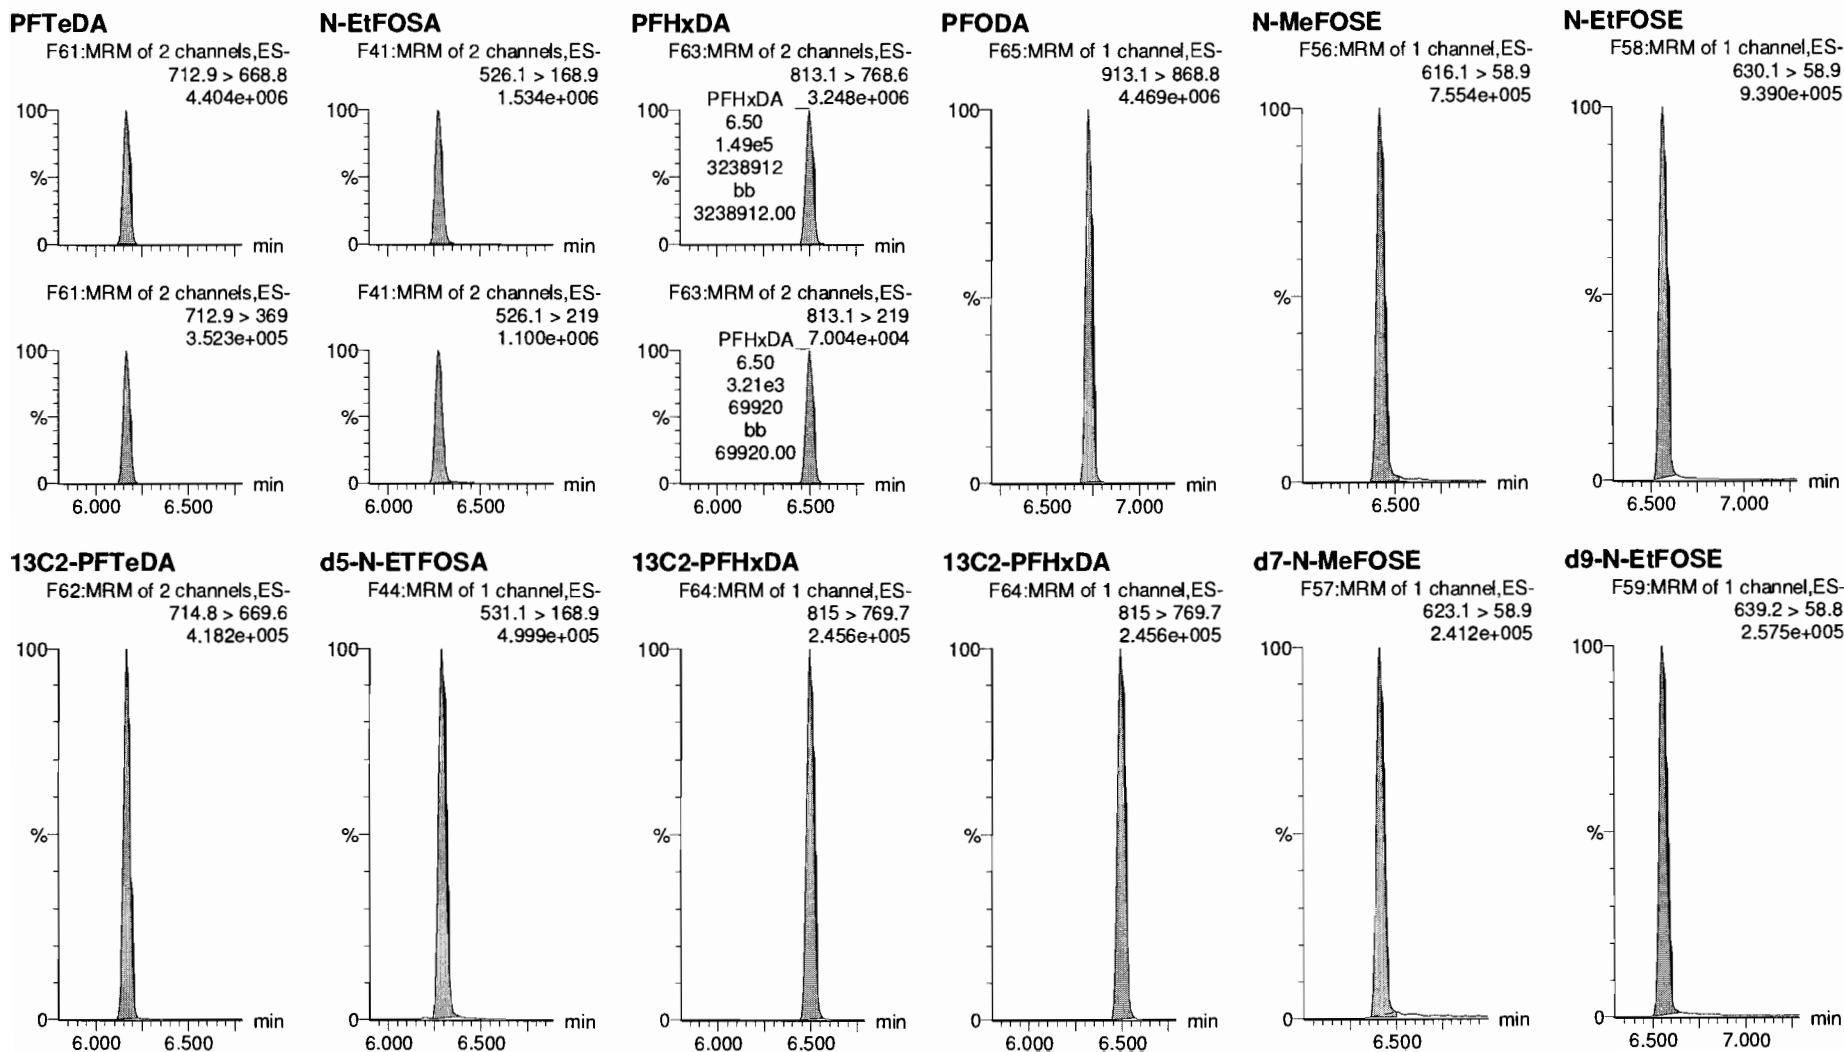 PFTeDA
F61:MRM of 2 channels,ES-
712.9 > 668.8
4.404e+006
100
%
0
min
F61:MRM of 2 channels,ES-
712.9 > 369
3.523e+005
100
%
0
min
6.000 6.500
N-EtFOSA
F41:MRM of 2 channels,ES-
526.1 > 168.9
1.534e+006
100
%
0
min
F41:MRM of 2 channels,ES-
526.1 > 219
1.100e+006
100
%
0
min
6.000 6.500
PFHxDA
F63:MRM of 2 channels,ES-
813.1 > 768.6
3.248e+006
PFHxDA
6.50
1.49e5
3238912
bb
3238912.00
100
%
0
min
F63:MRM of 2 channels,ES-
813.1 > 219
7.004e+004
PFHxDA
6.50
3.21e3
69920
bb
69920.00
100
%
0
min
6.000 6.500
PFODA
F65:MRM of 1 channel,ES-
913.1 > 868.8
4.469e+006
100
%
0
min
6.500 7.000
N-MeFOSE
F56:MRM of 1 channel,ES-
616.1 > 58.9
7.554e+005
100
%
0
min
6.500
N-EtFOSE
F58:MRM of 1 channel,ES-
630.1 > 58.9
9.390e+005
100
%
0
min
6.500 7.000
13C2-PFTeDA
F62:MRM of 2 channels,ES-
714.8 > 669.6
4.182e+005
100
%
0
min
6.000 6.500
d5-N-ETFOSA
F44:MRM of 1 channel,ES-
531.1 > 168.9
4.999e+005
100
%
0
min
6.000 6.500
13C2-PFHxDA
F64:MRM of 1 channel,ES-
815 > 769.7
2.456e+005
100
%
0
min
6.000 6.500
13C2-PFHxDA
F64:MRM of 1 channel,ES-
815 > 769.7
2.456e+005
100
%
0
min
6.000 6.500
d7-N-MeFOSE
F57:MRM of 1 channel,ES-
623.1 > 58.9
2.412e+005
100
%
0
min
6.500
d9-N-EtFOSE
F59:MRM of 1 channel,ES-
639.2 > 58.8
2.575e+005
100
%
0
min
6.500 7.000